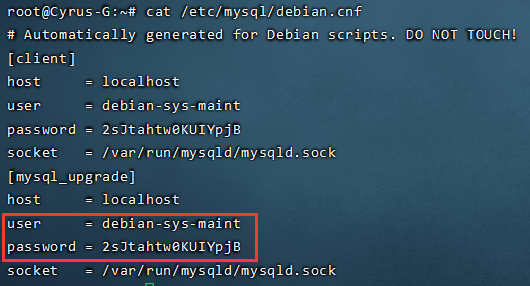 root@Cyrus-G:~# cat /etc/mysql/debian.cnf
# Automatically generated for Debian scripts. DO NOT TOUCH!
[client]
host     = localhost
user     = debian-sys-maint
password = 2sJtahtw0KUIYpjB
socket   = /var/run/mysqld/mysqld.sock
[mysql_upgrade]
host     = localhost
user     = debian-sys-maint
password = 2sJtahtw0KUIYpjB
socket   = /var/run/mysqld/mysqld.sock